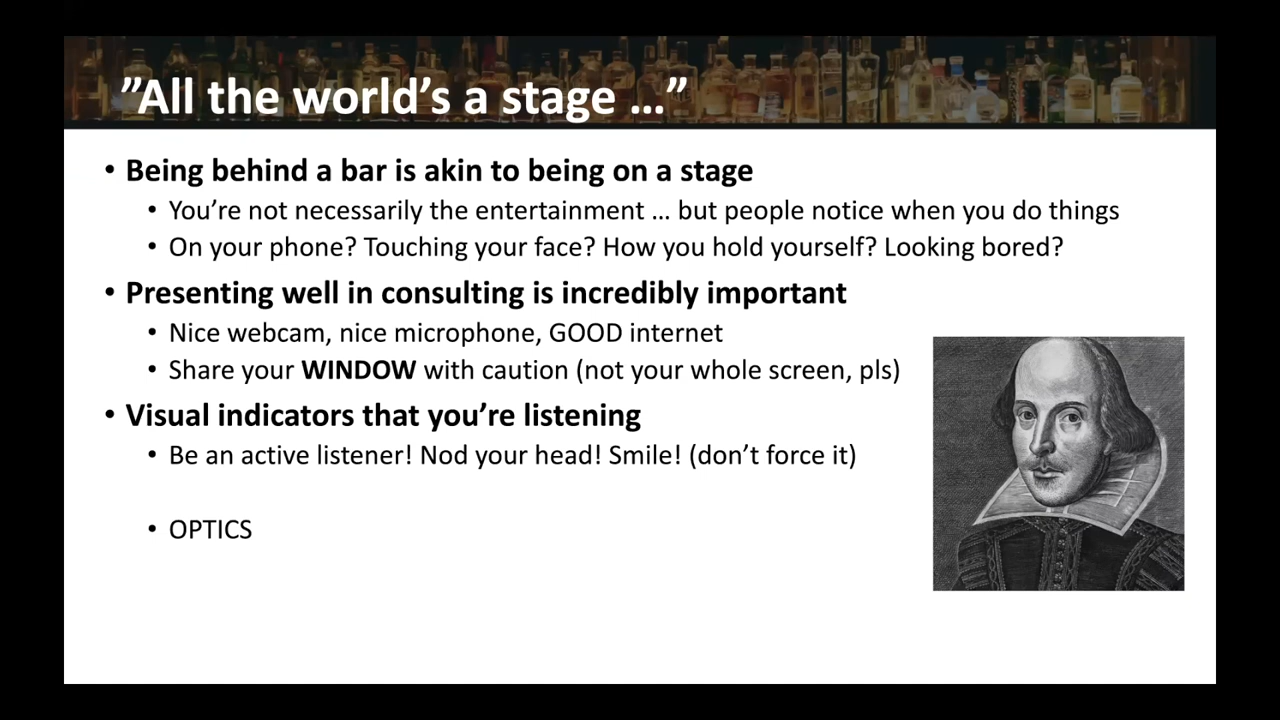 ”All the world’s a stage …”
• Being behind a bar is akin to being on a stage
• You’re not necessarily the entertainment … but people notice when you do things
• On your phone? Touching your face? How you hold yourself? Looking bored?
• Presenting well in consulting is incredibly important
• Nice webcam, nice microphone, GOOD internet
• Share your WINDOW with caution (not your whole screen, pls)
• Visual indicators that you’re listening
• Be an active listener! Nod your head! Smile! (don’t force it)
• OPTICS